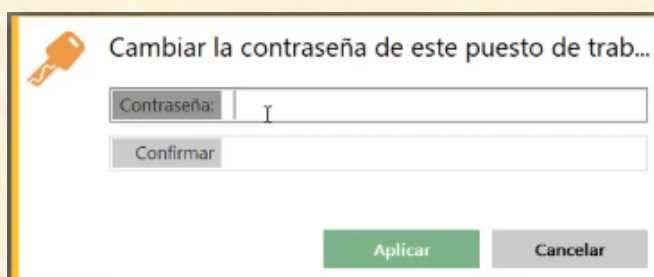 Cambiar la contraseña de este puesto de trab...
Contraseña:
Confirmar
Aplicar Cancelar